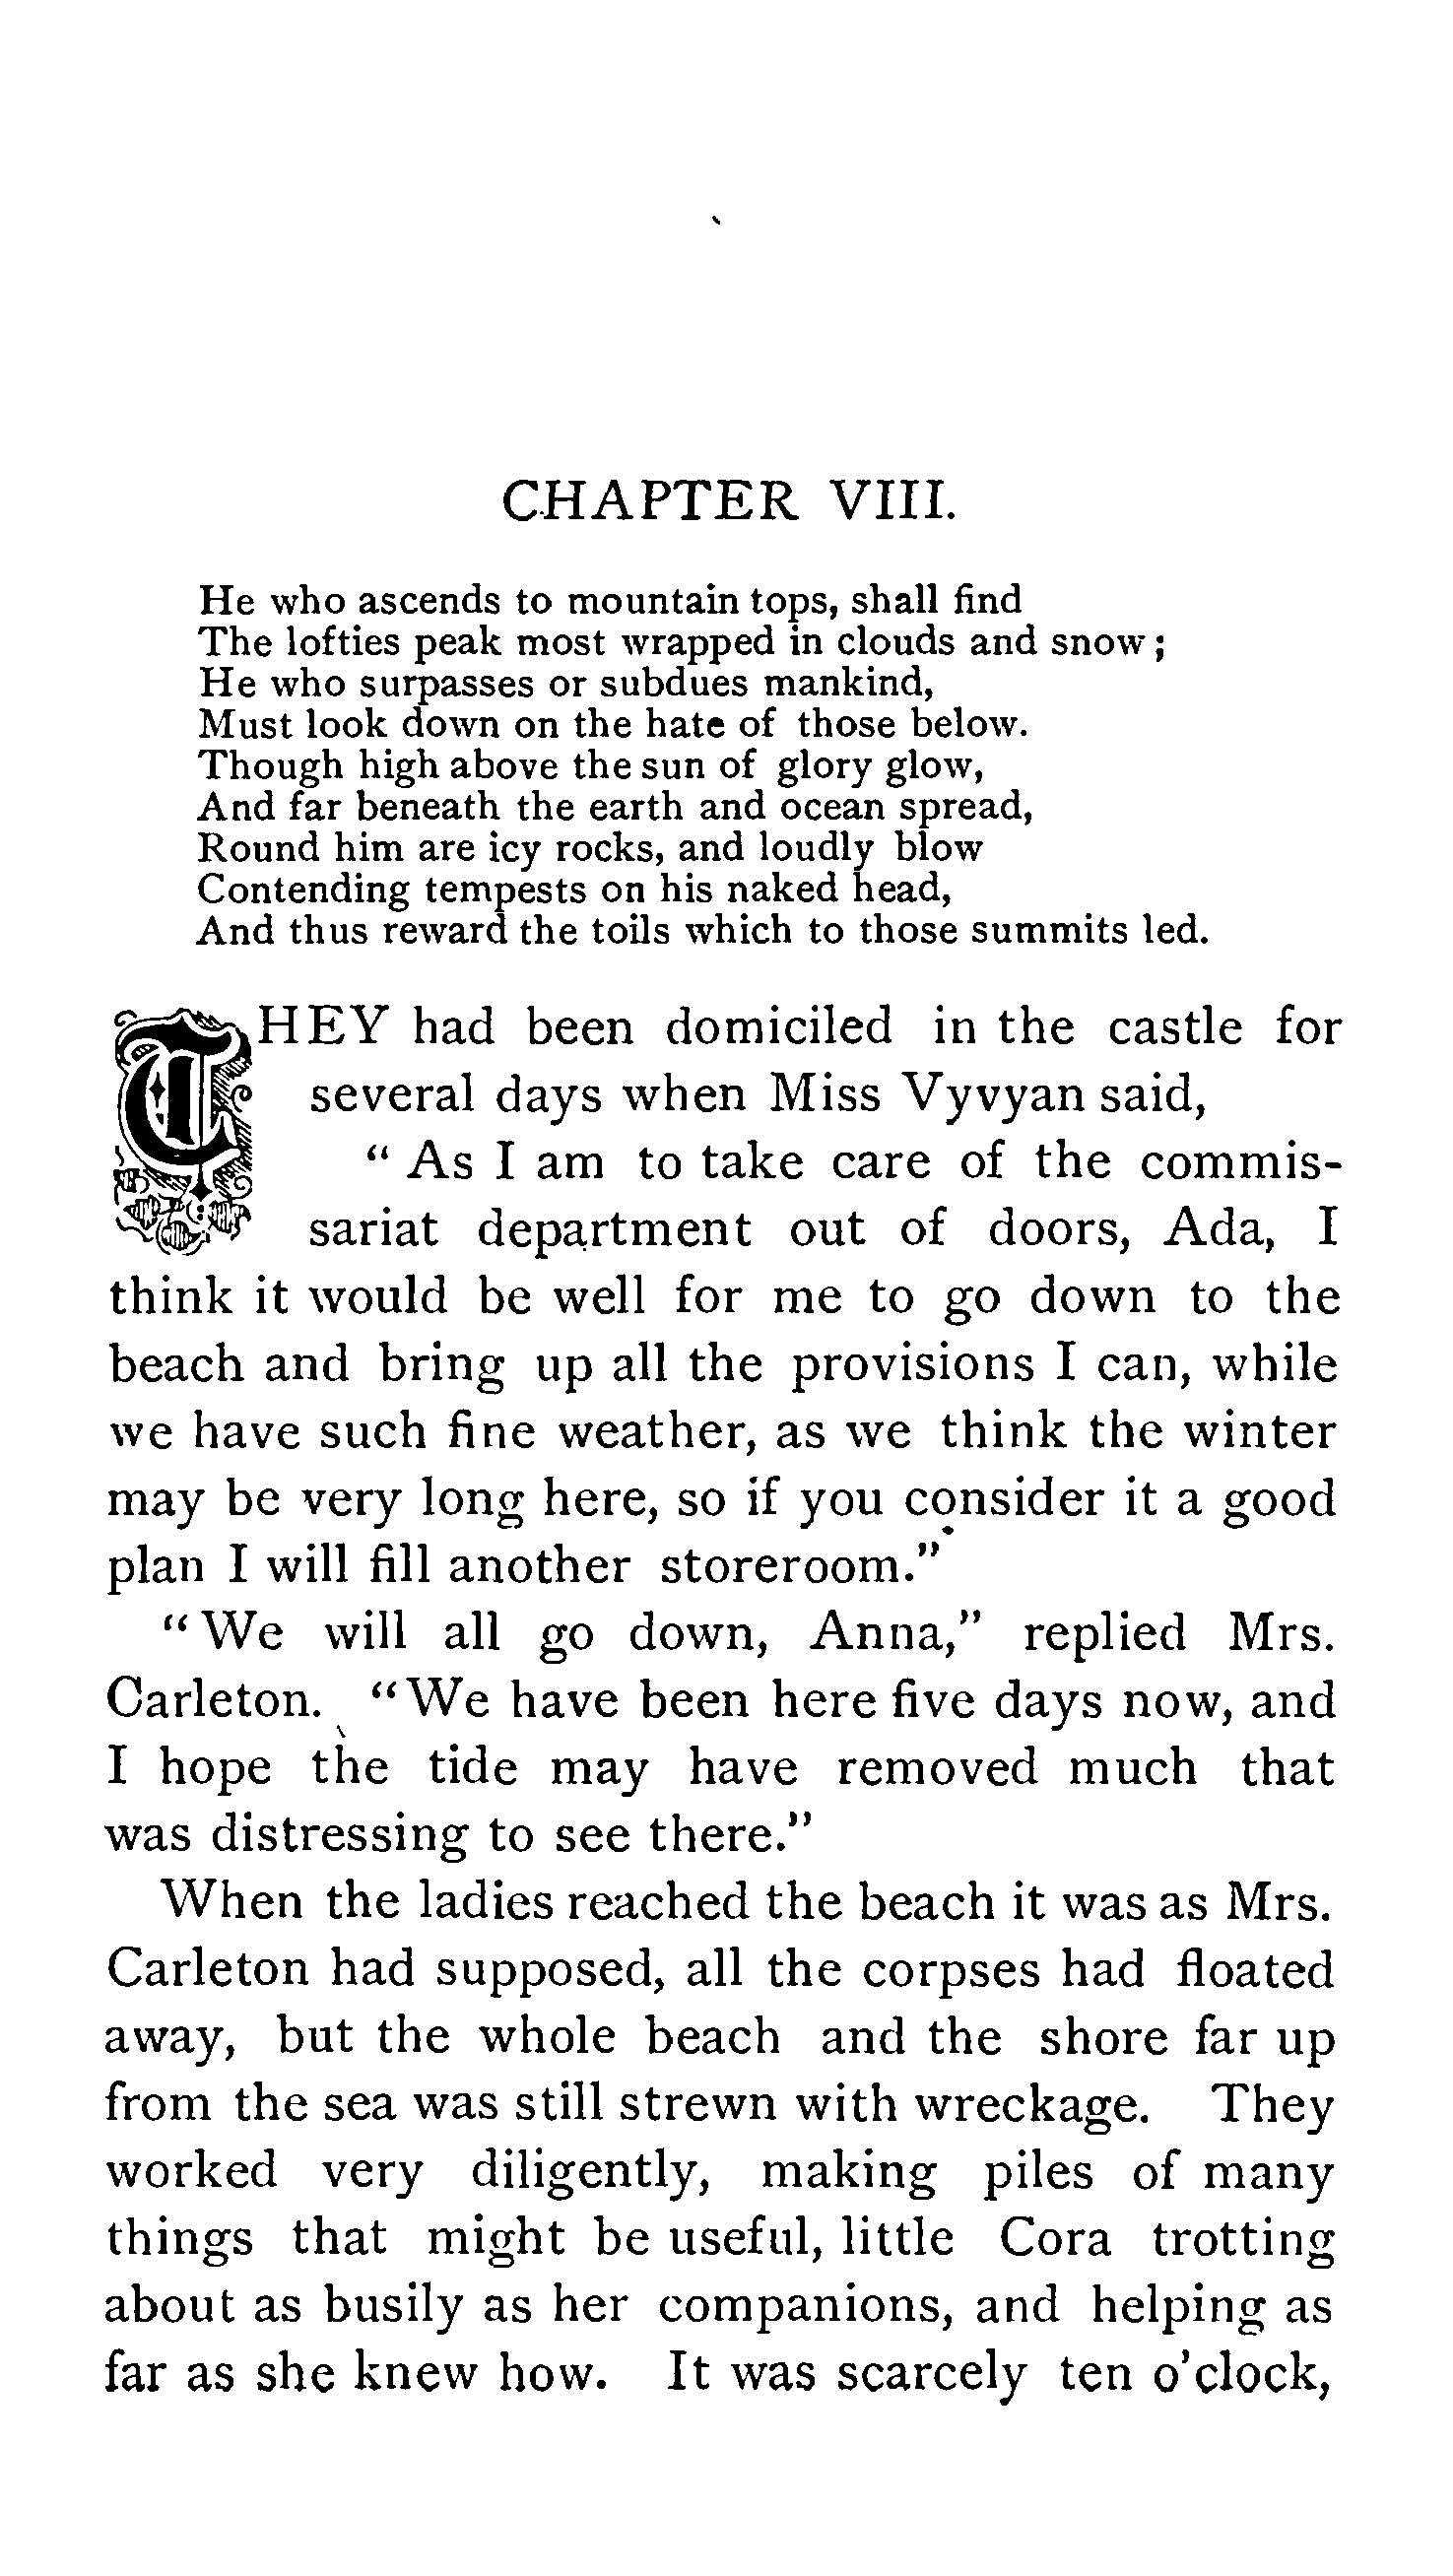 CHAPTER VIII.
He who ascends to mountain tops, shall find
The lofties peak most wrapped in clouds and snow;
He who surpasses or subdues mankind,
Must look down on the hate of those below.
Though high above the sun of glory glow,
And far beneath the earth and ocean spread,
Round him are icy rocks, and loudly blow
Contending tempests on his naked head,
And thus reward the toils which to those summits led.
THEY had been domiciled in the castle for
several days when Miss Vyvyan said,
"As I am to take care of the commis-
sariat department out of doors, Ada, I
think it would be well for me to go down to the
beach and bring up all the provisions I can, while
we have such fine weather, as we think the winter
may be very long here, so if you consider it a good
plan I will fill another storeroom."
"We will all go down, Anna," replied Mrs.
Carleton. "We have been here five days now, and
I hope the tide may have removed much that
was distressing to see there."
When the ladies reached the beach it was as Mrs.
Carleton had supposed, all the corpses had floated
away, but the whole beach and the shore far up
from the sea was still strewn with wreckage. They
worked very diligently, making piles of many
things that might be useful, little Cora trotting
about as busily as her companions, and helping as
far as she knew how. It was scarcely ten o'clock,